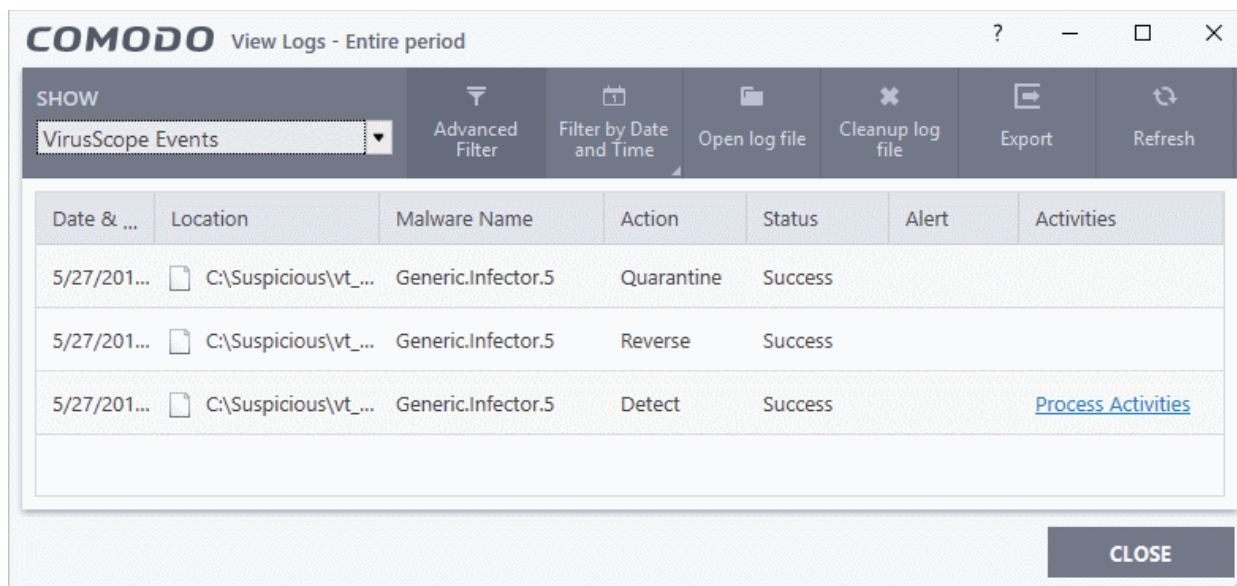 COMODO View Logs - Entire period ?
SHOW
VirusScope Events
Advanced Filter
Filter by Date and Time
1
Open log file
Cleanup log file
Export
Refresh
Date & ... Location Malware Name Action Status Alert Activities
5/27/201... C:\Suspicious\vt_... Generic.Infector.5 Quarantine Success
5/27/201... C:\Suspicious\vt_... Generic.Infector.5 Reverse Success
5/27/201... C:\Suspicious\vt_... Generic.Infector.5 Detect Success Process Activities
CLOSE